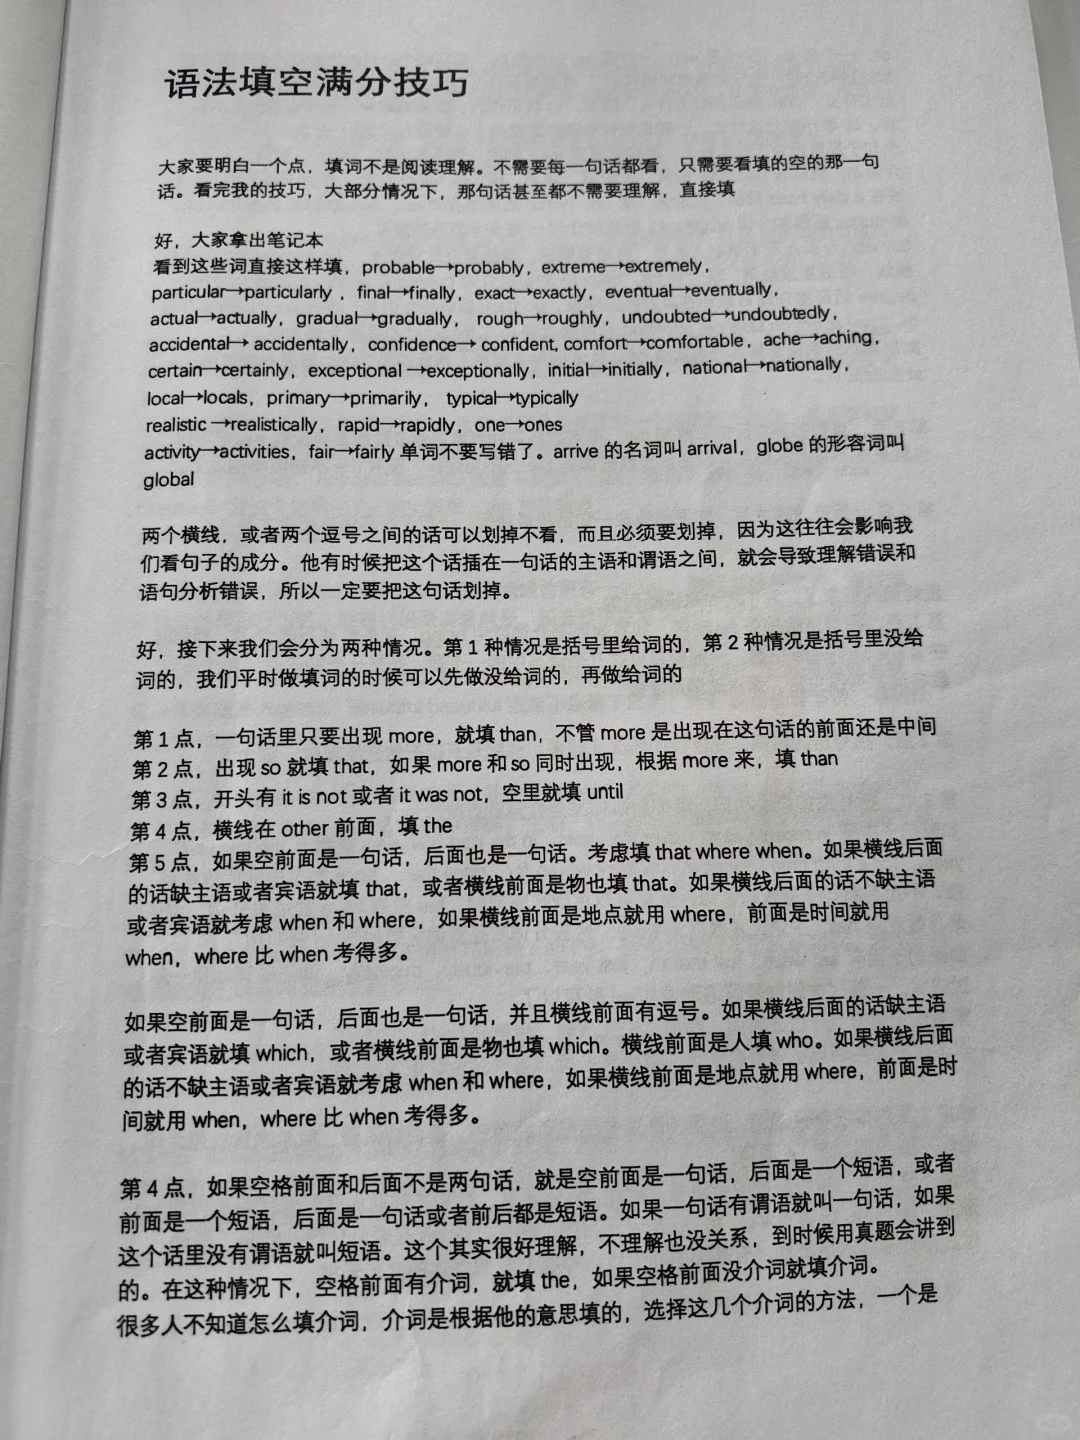 语法填空满分技巧
大家要明白一个点，填词不是阅读理解。不需要每一句话都看，只需要看填的空的那一句
话。看完我的技巧，大部分情况下，那句话甚至都不需要理解，直接填
好，大家拿出笔记本
看到这些词直接这样填，probable→probably，extreme→extremely，
particular→particularly ，final→finally，exact→exactly，eventual→eventually，
actual→actually，gradual→gradually， rough→roughly，undoubted→undoubtedly，
accidental→ accidentally，confidence→ confident, comfort→comfortable，ache→aching，
certain→certainly，exceptional →exceptionally，initial→initially，national→nationally，
local→locals，primary→primarily， typical→typically
realistic →realistically，rapid→rapidly，one→ones
activity→activities，fair→fairly 单词不要写错了。arrive 的名词叫 arrival，globe 的形容词叫
global
两个横线，或者两个逗号之间的话可以划掉不看，而且必须要划掉，因为这往往会影响我
们看句子的成分。他有时候把这个话插在一句话的主语和谓语之间，就会导致理解错误和
语句分析错误，所以一定要把这句话划掉。
好，接下来我们会分为两种情况。第 1 种情况是括号里给词的，第 2 种情况是括号里没给
词的，我们平时做填词的时候可以先做没给词的，再做给词的
第 1 点，一句话里只要出现 more，就填 than，不管 more 是出现在这句话的前面还是中间
第 2 点，出现 so 就填 that，如果 more 和 so 同时出现，根据 more 来，填 than
第 3 点，开头有 it is not 或者 it was not，空里就填 until
第 4 点，横线在 other 前面，填 the
第 5 点，如果空前面是一句话，后面也是一句话。考虑填 that where when。如果横线后面
的话缺主语或者宾语就填 that，或者横线前面是物也填 that。如果横线后面的话不缺主语
或者宾语就考虑 when 和 where，如果横线前面是地点就用 where，前面是时间就用
when，where 比 when 考得多。
如果空前面是一句话，后面也是一句话，并且横线前面有逗号。如果横线后面的话缺主语
或者宾语就填 which，或者横线前面是物也填 which。横线前面是人填 who。如果横线后面
的话不缺主语或者宾语就考虑 when 和 where，如果横线前面是地点就用 where，前面是时
间就用 when，where 比 when 考得多。
第 4 点，如果空格前面和后面不是两句话，就是空前面是一句话，后面是一个短语，或者
前面是一个短语，后面是一句话或者前后都是短语。如果一句话有谓语就叫一句话，如果
这个话里没有谓语就叫短语。这个其实很好理解，不理解也没关系，到时候用真题会讲到
的。在这种情况下，空格前面有介词，就填 the，如果空格前面没介词就填介词。
很多人不知道怎么填介词，介词是根据他的意思填的，选择这几个介词的方法，一个是